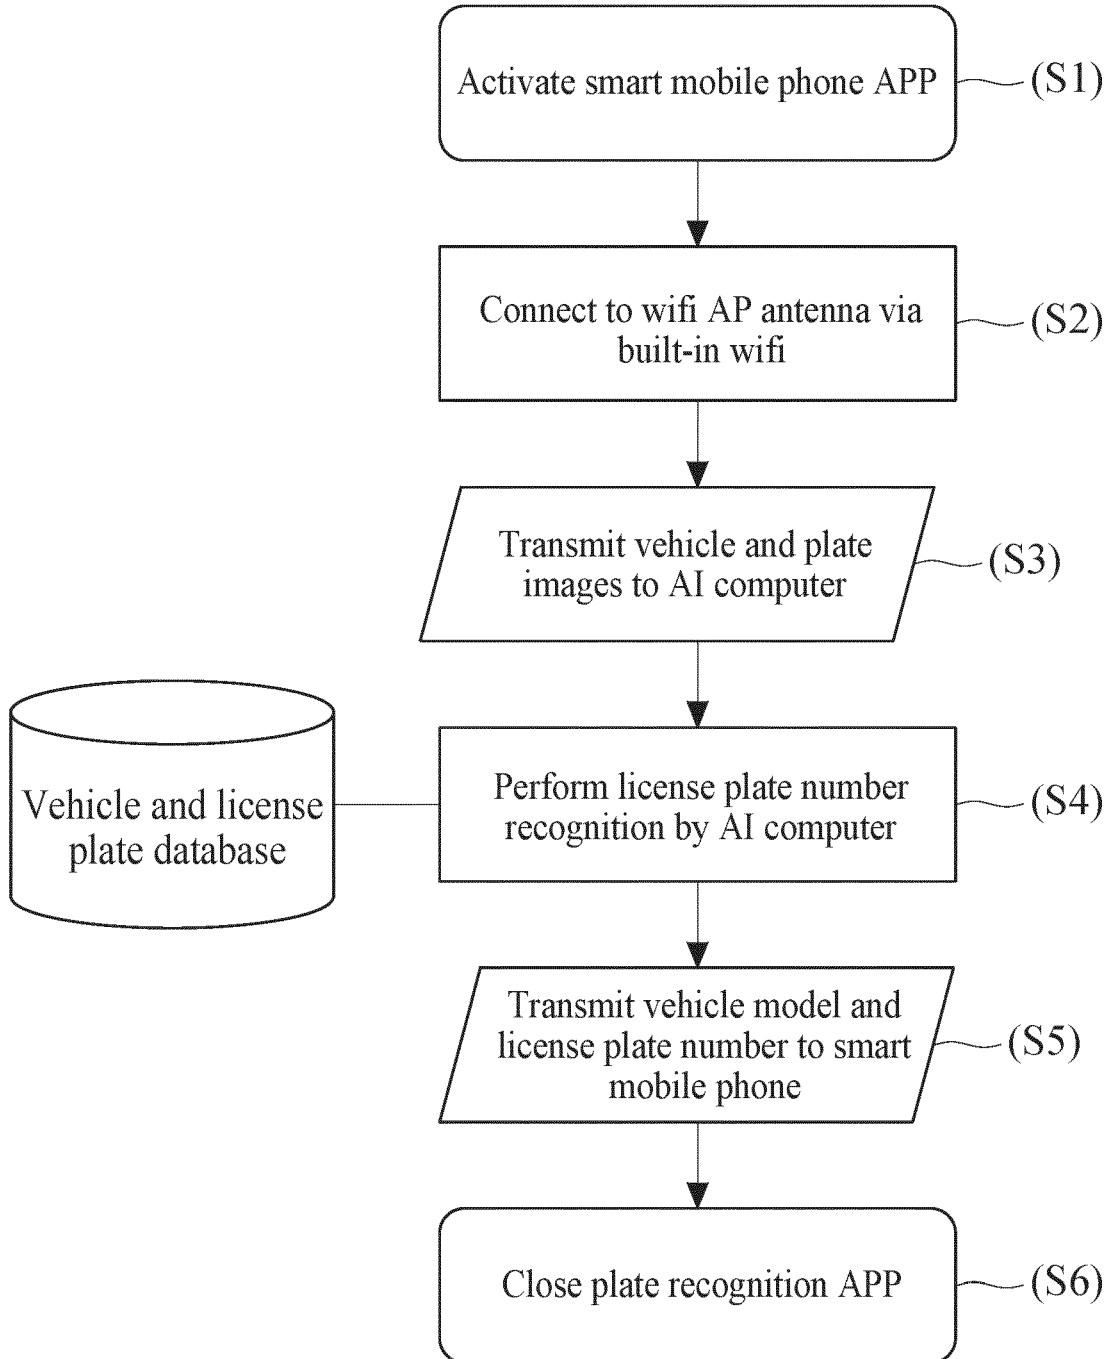 Activate smart mobile phone APP
(S1)
Connect to wifi AP antenna via
built-in wifi
(S2)
Transmit vehicle and plate
images to AI computer
(S3)
Vehicle and license
plate database
Perform license plate number
recognition by AI computer
(S4)
Transmit vehicle model and
license plate number to smart
mobile phone
(S5)
Close plate recognition APP
(S6)